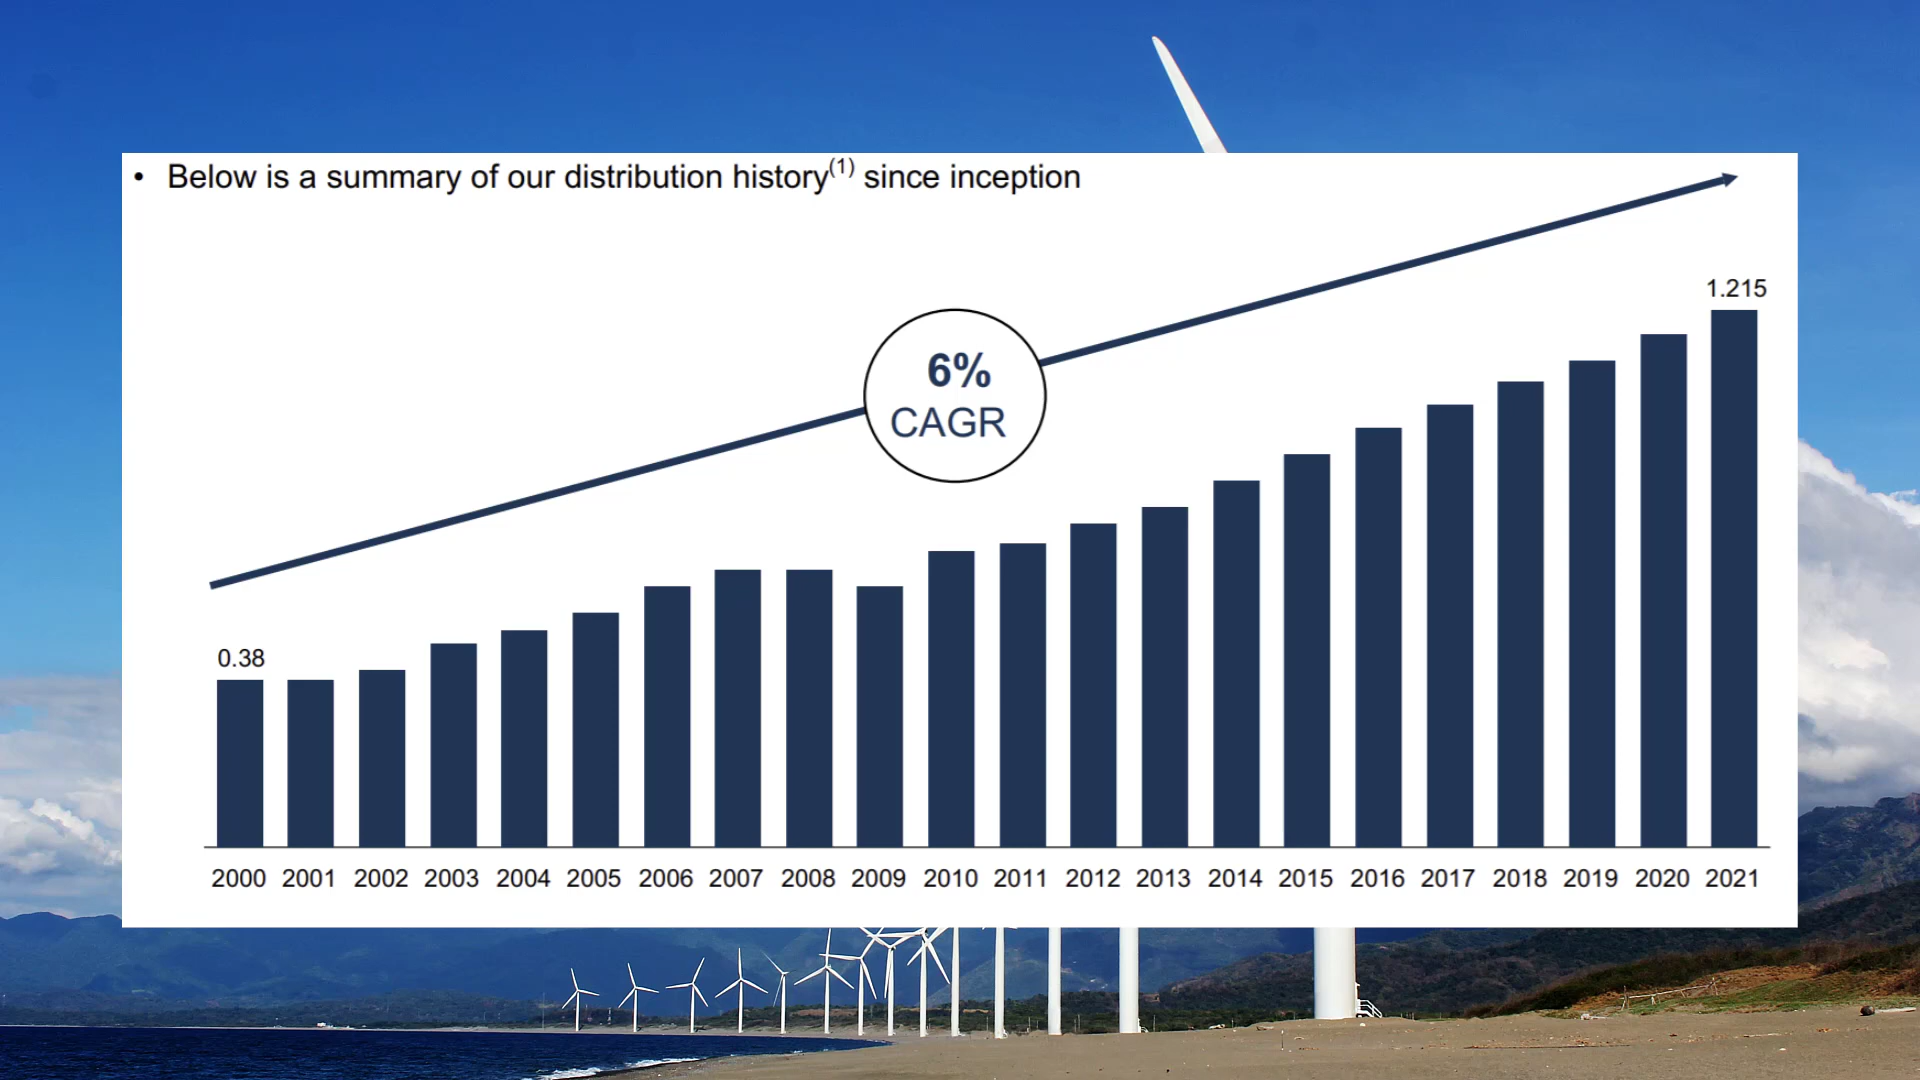 • Below is a summary of our distribution history(1) since inception
1.215
6%
CAGR
0.38
2000 2001 2002 2003 2004 2005 2006 2007 2008 2009 2010 2011 2012 2013 2014 2015 2016 2017 2018 2019 2020 2021